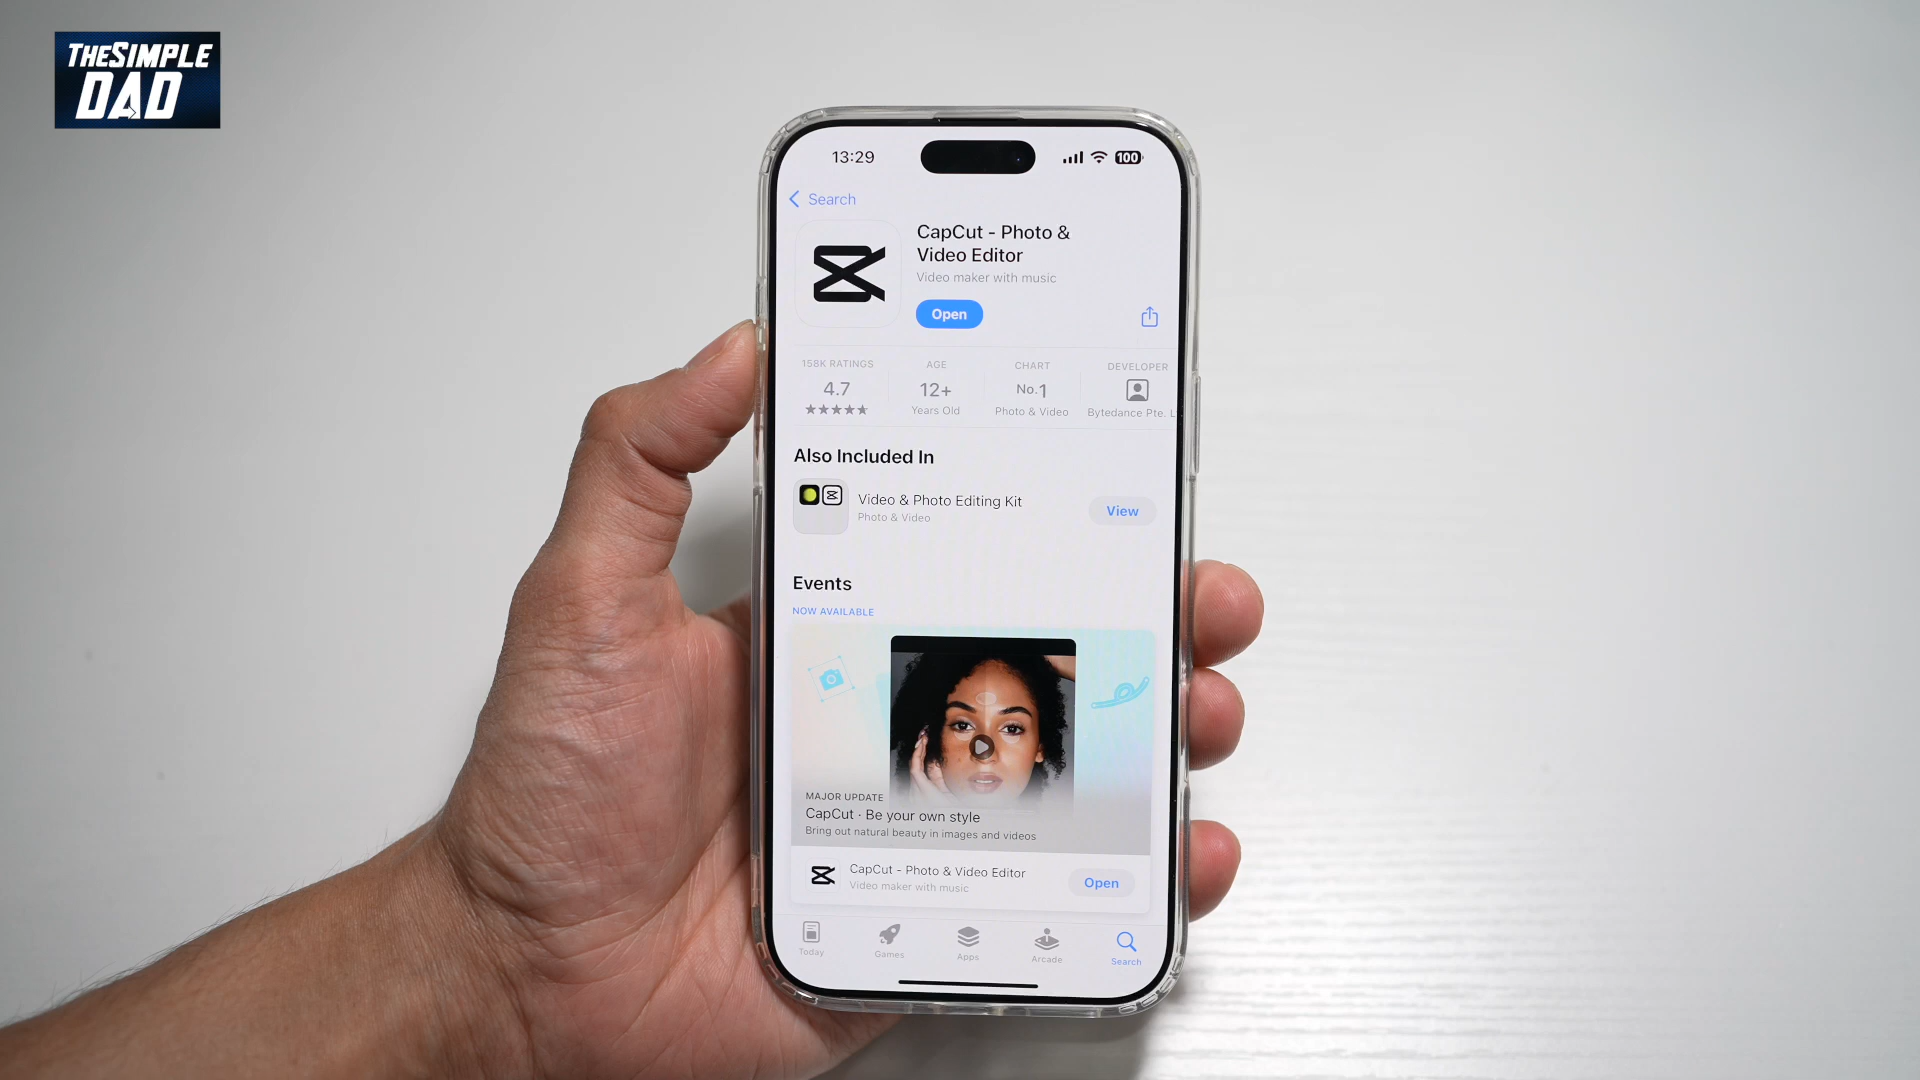 THESIMPLE
DAD
13:29
100
Search
CapCut - Photo &
Video Editor
Video maker with music
Open
158K RATINGS
4.7
AGE
12+
Years Old
CHART
No.1
Photo & Video
DEVELOPER
Bytedance Pte. L
Also Included In
Video & Photo Editing Kit
Photo & Video
View
Events
NOW AVAILABLE
MAJOR UPDATE
CapCut · Be your own style
Bring out natural beauty in images and videos
CapCut - Photo & Video Editor
Video maker with music
Open
Today
Games
Apps
Arcade
Search